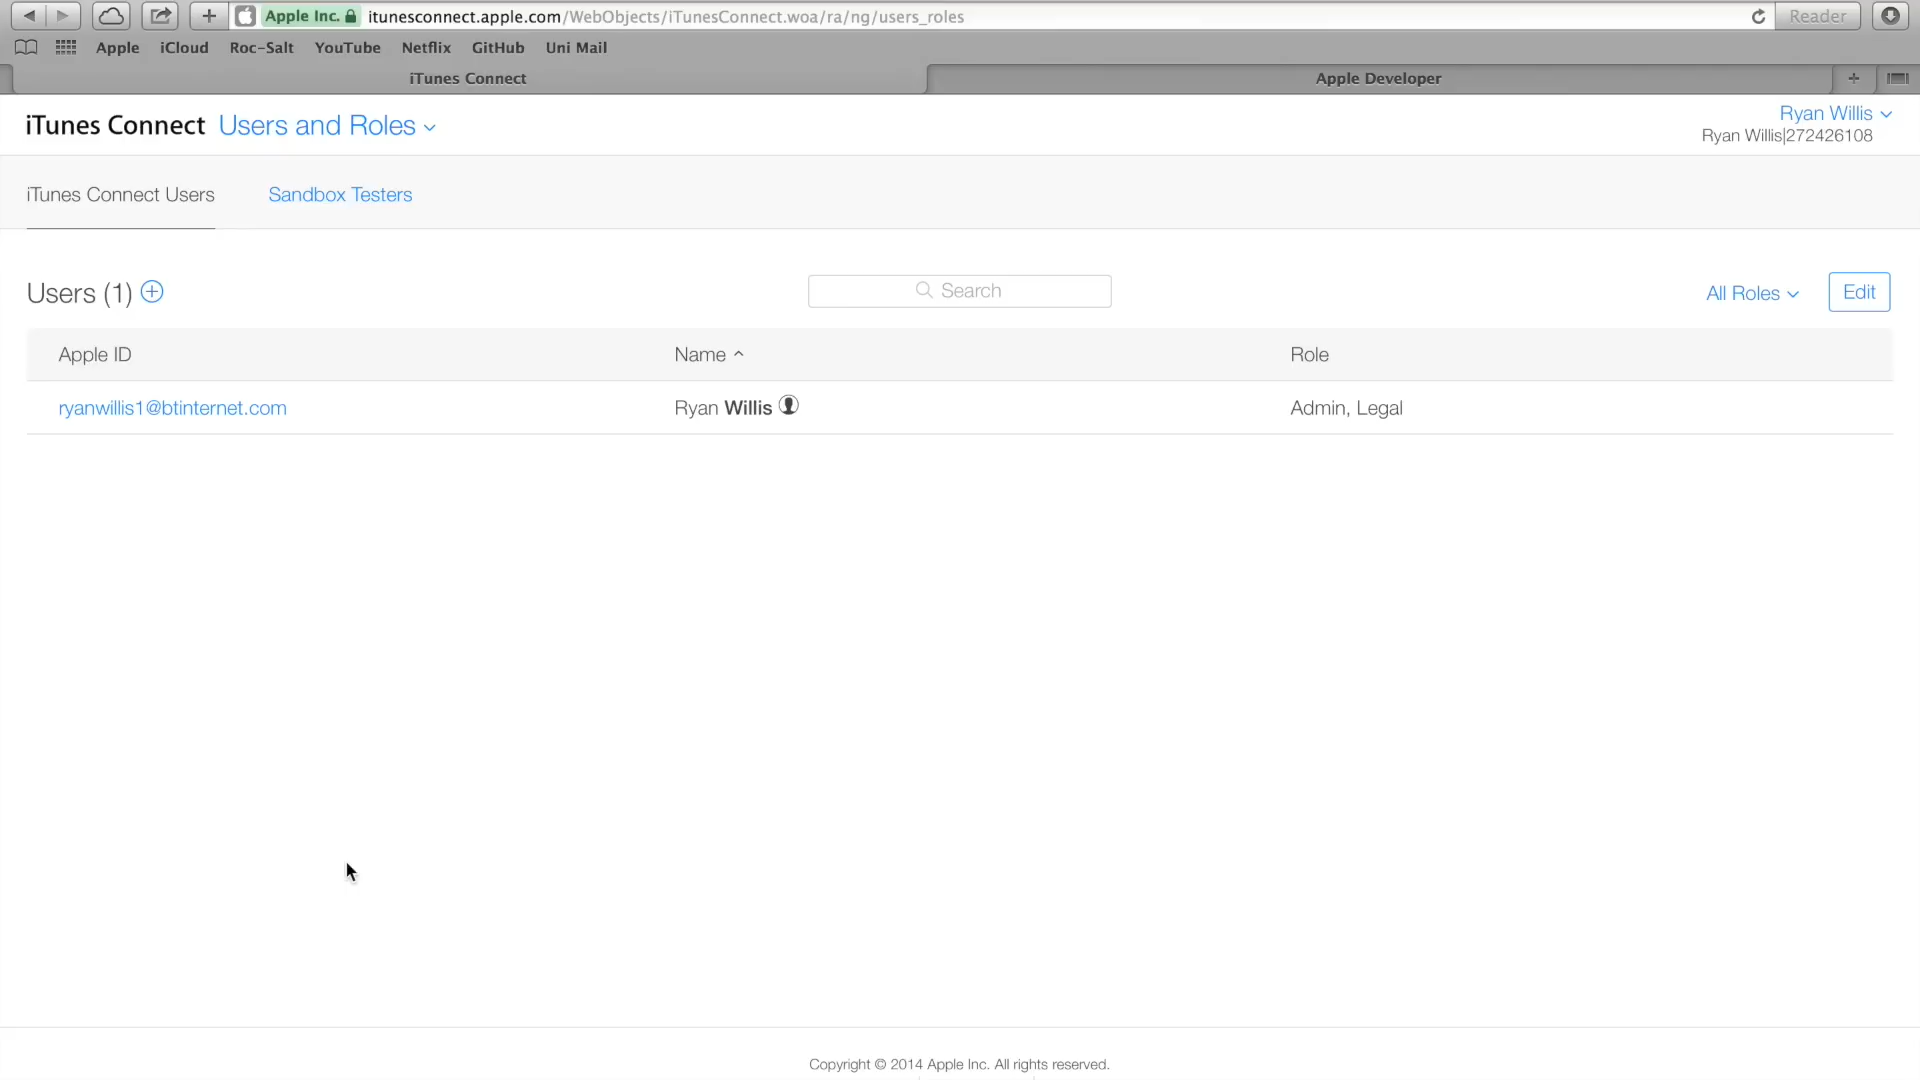 Apple Inc. itunesconnect.apple.com/WebObjects/iTunesConnect.woa/ra/ng/users_roles Reader
Apple iCloud Roc-Salt YouTube Netflix GitHub Uni Mail
iTunes Connect Apple Developer
iTunes Connect Users and Roles
Ryan Willis
Ryan Willis|272426108
iTunes Connect Users Sandbox Testers
Users (1) Search All Roles Edit
Apple ID Name Role
ryanwillis1@btinternet.com Ryan Willis Admin, Legal
Copyright © 2014 Apple Inc. All rights reserved.